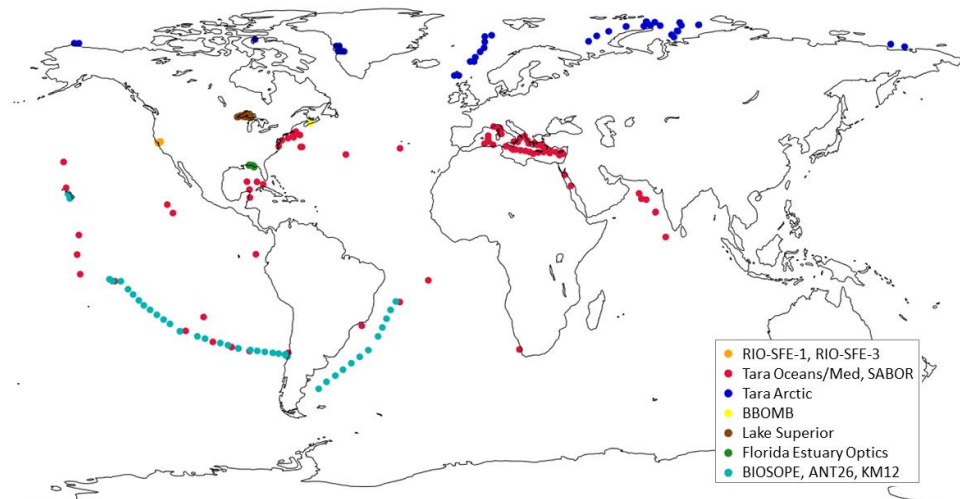 RIO-SFE-1, RIO-SFE-3
Tara Oceans/Med, SABOR
Tara Arctic
BBOMB
Lake Superior
Florida Estuary Optics
BIOSOPE, ANT26, KM12